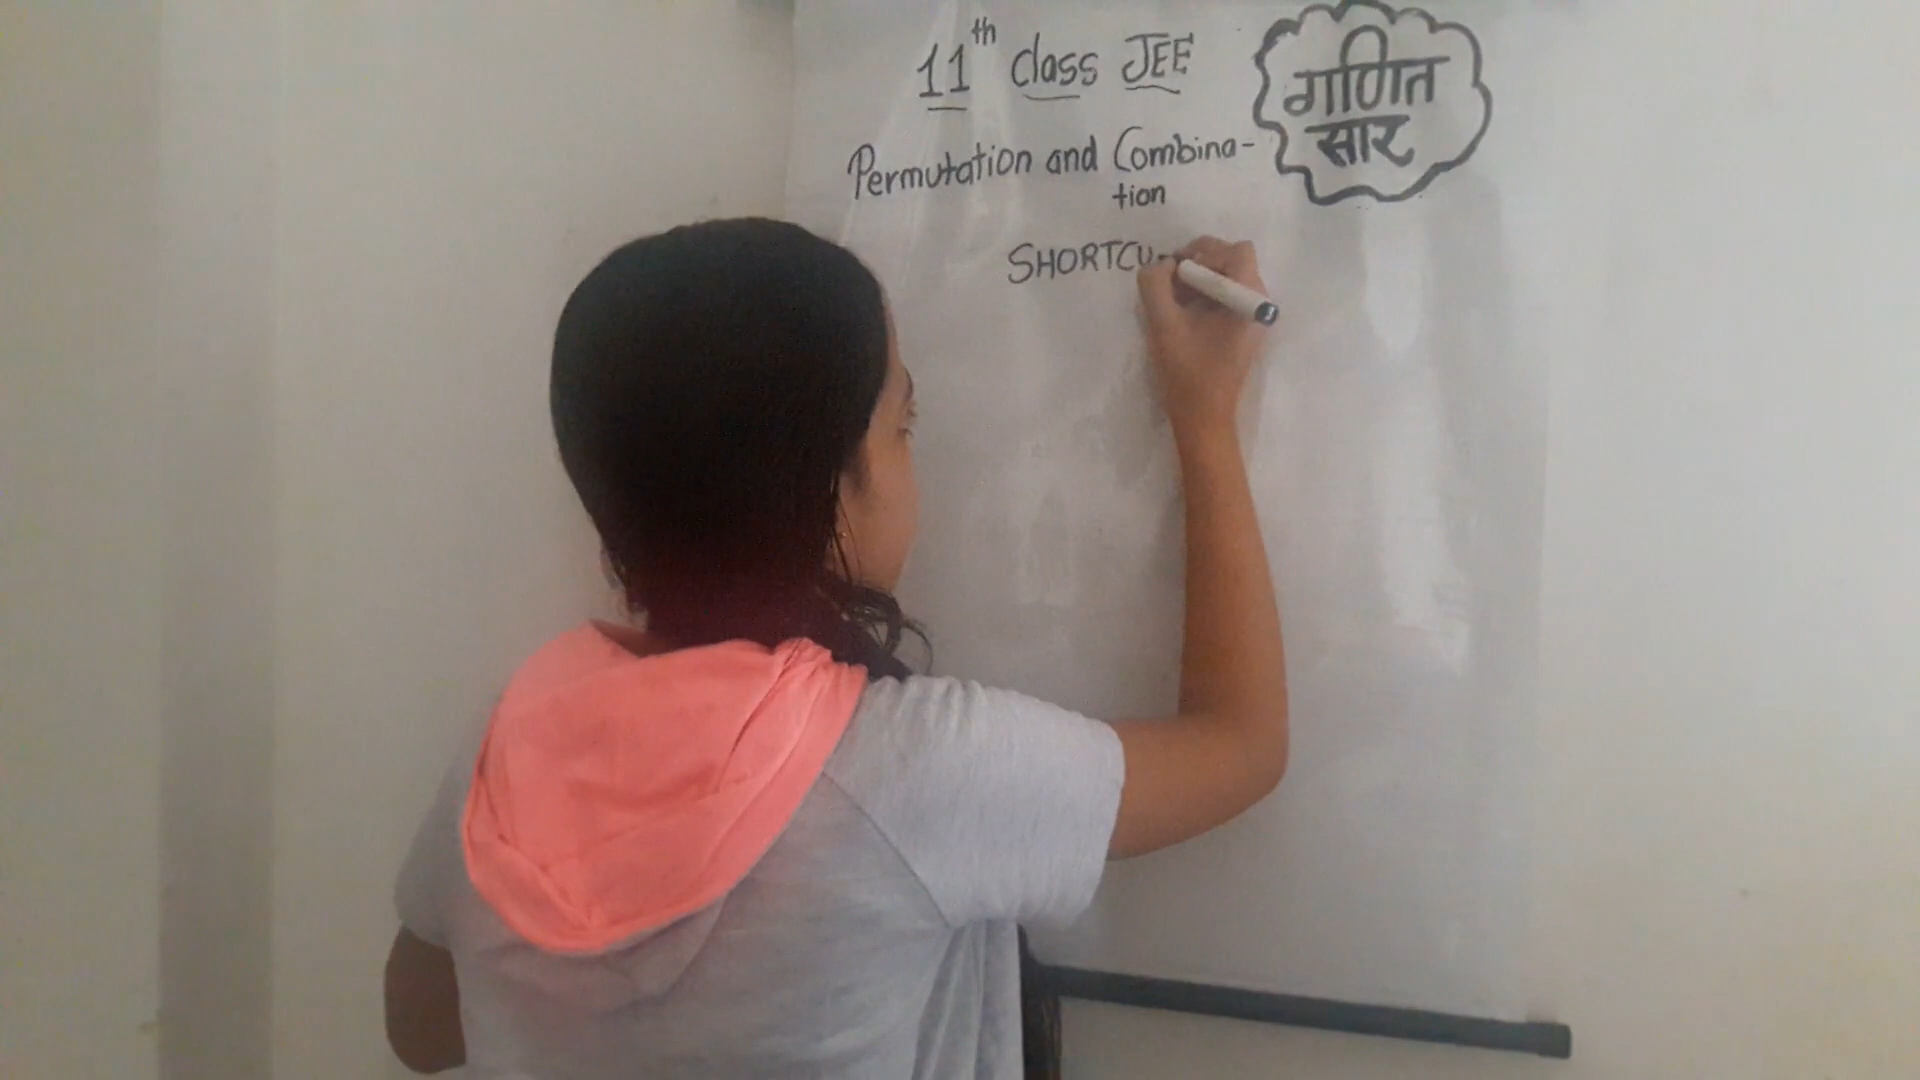 11th class JEE
Permutation and Combina-
tion
SHORTCU
गणित
सार